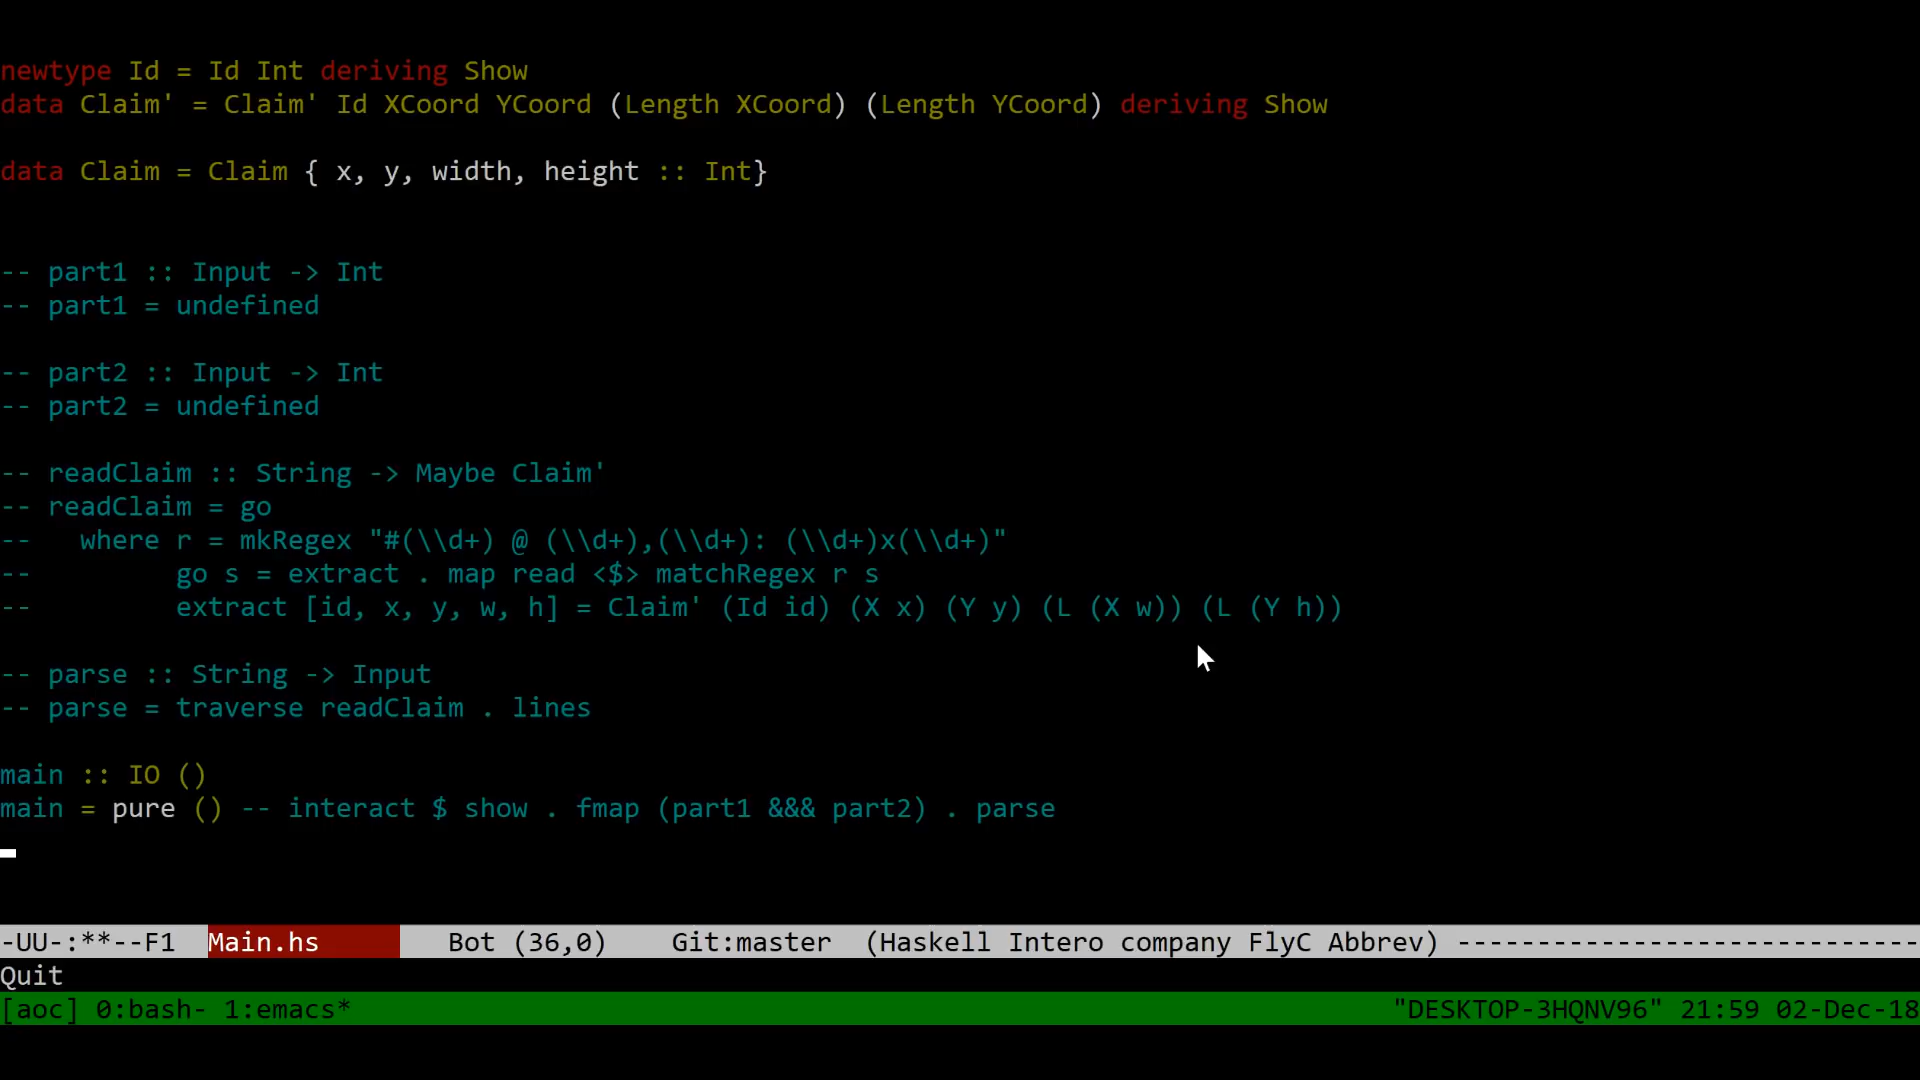 newtype Id = Id Int deriving Show
data Claim' = Claim' Id XCoord YCoord (Length XCoord) (Length YCoord) deriving Show
data Claim = Claim { x, y, width, height :: Int}
-- part1 :: Input -> Int
-- part1 = undefined
-- part2 :: Input -> Int
-- part2 = undefined
-- readClaim :: String -> Maybe Claim'
-- readClaim = go
--   where r = mkRegex "#(\\d+) @ (\\d+),(\\d+): (\\d+)x(\\d+)"
--         go s = extract . map read <$> matchRegex r s
--         extract [id, x, y, w, h] = Claim' (Id id) (X x) (Y y) (L (X w)) (L (Y h))
-- parse :: String -> Input
-- parse = traverse readClaim . lines
main :: IO ()
main = pure () -- interact $ show . fmap (part1 &&& part2) . parse
-UU-:**--F1  Main.hs        Bot (36,0)    Git:master  (Haskell Intero company FlyC Abbrev) -----------------------------
Quit
[aoc] 0:bash- 1:emacs* "DESKTOP-3HQNV96" 21:59 02-Dec-18